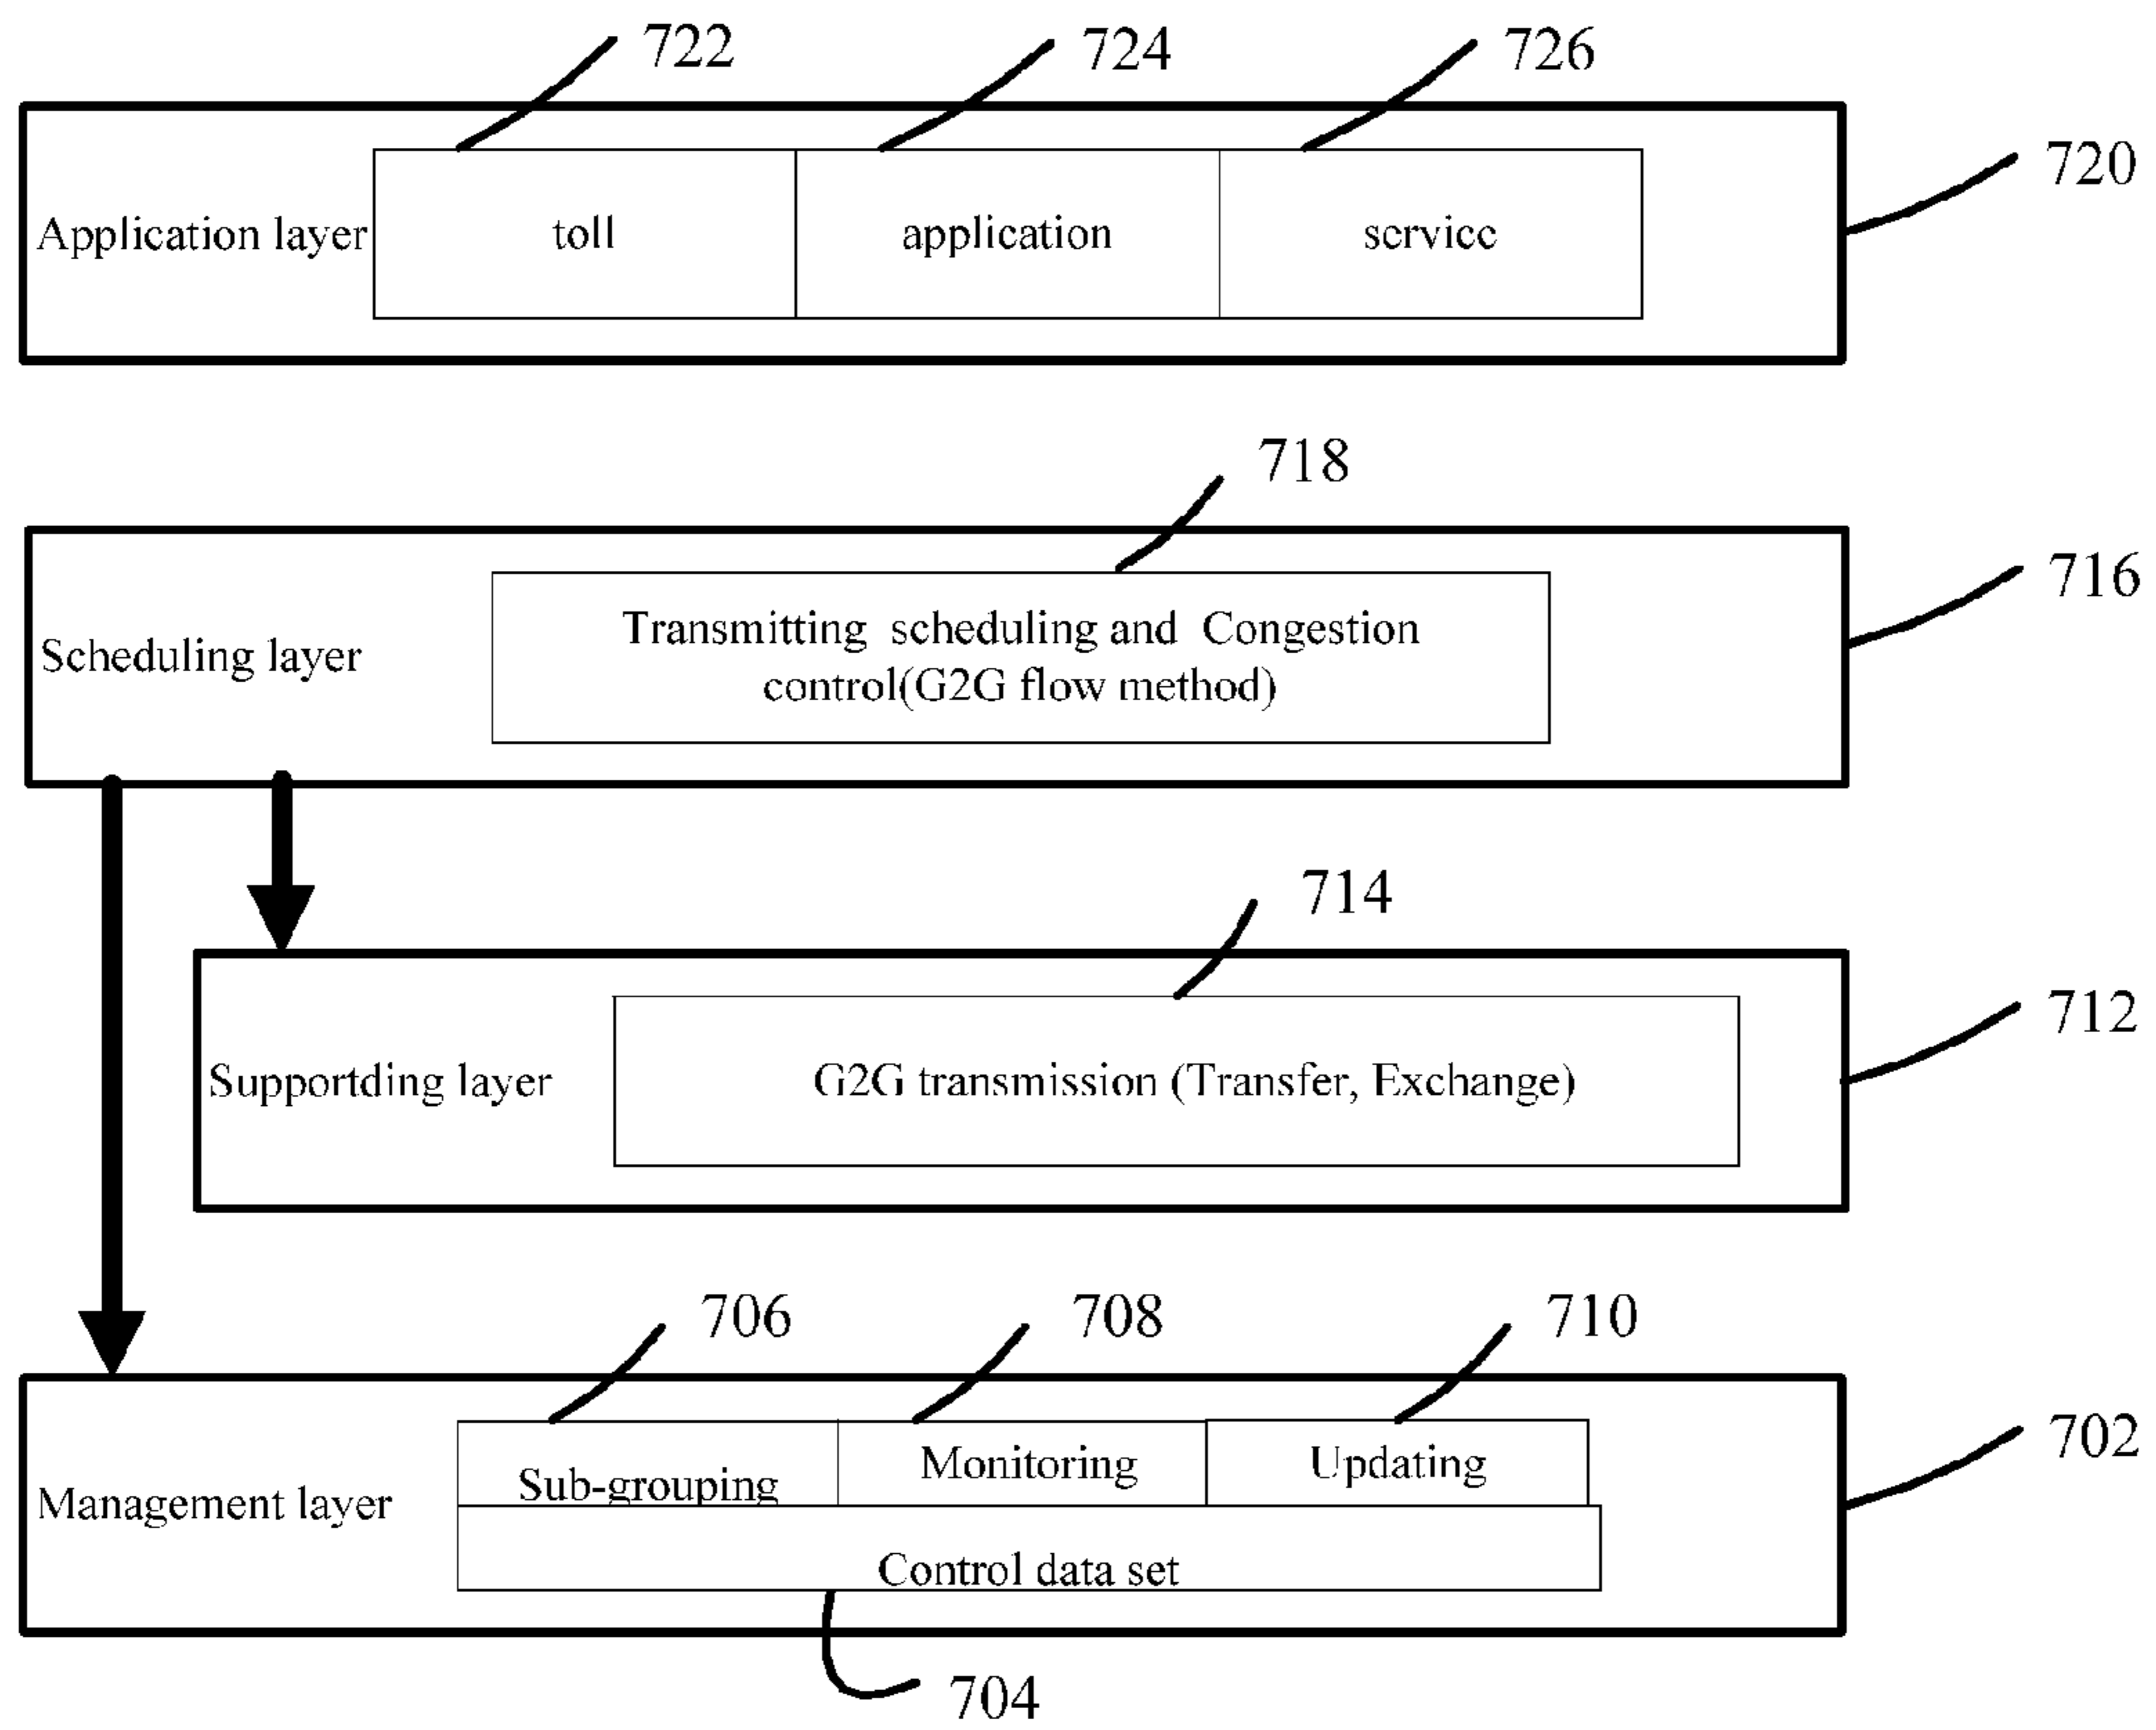 722
724
726
720
Application layer
toll
application
service
718
716
Transmitting scheduling and Congestion
control(G2G flow method)
Scheduling layer
714
712
Supportding layer
G2G transmission (Transfer, Exchange)
706
708
710
702
Sub-grouping
Monitoring
Updating
Management layer
Control data set
704